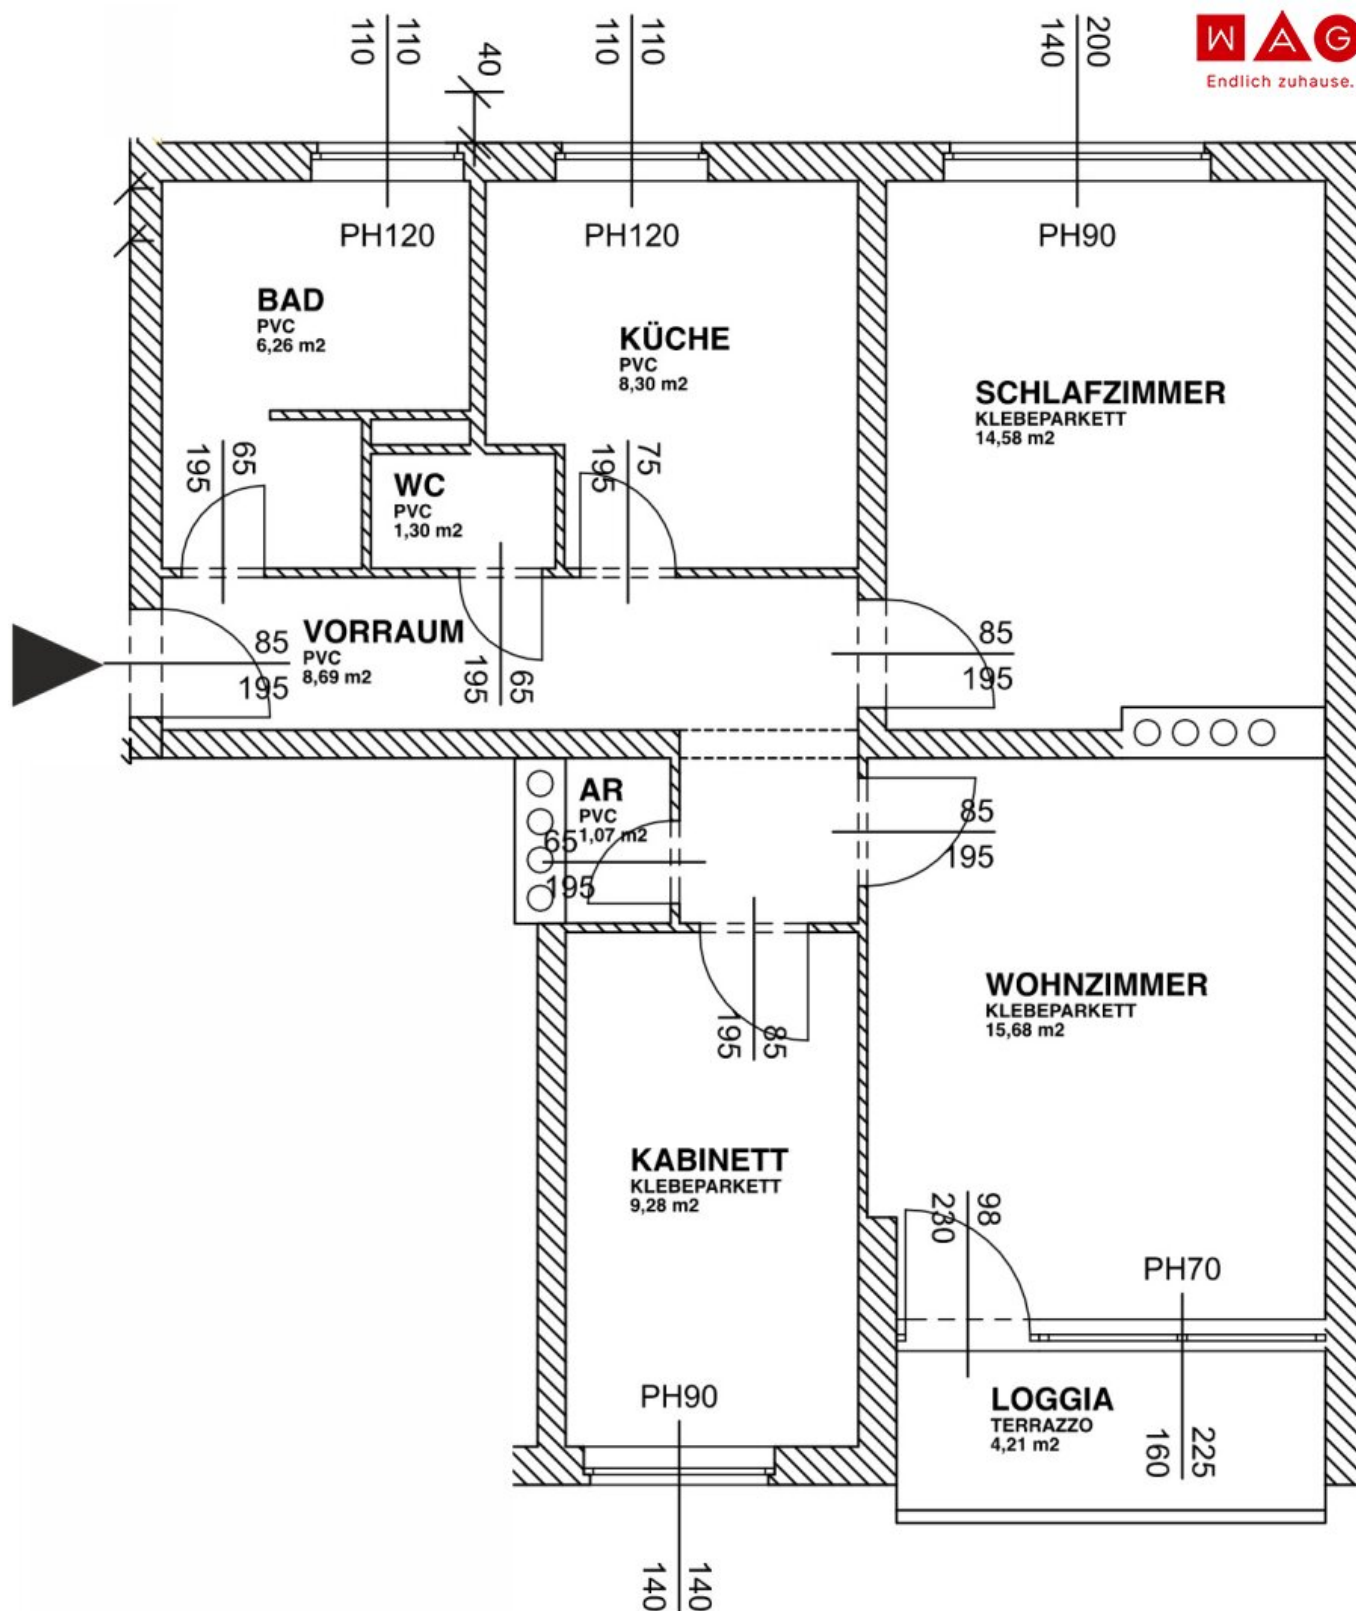 110
110
40
110
110
200
140
WAG
Endlich zuhause.
PH120
PH120
PH90
BAD
PVC
6,26 m2
KÜCHE
PVC
8,30 m2
SCHLAFZIMMER
KLEBEPARKETT
14,58 m2
65
195
WC
PVC
1,30 m2
75
195
VORRAUM
PVC
8,69 m2
85
195
65
195
85
195
AR
PVC
1,07 m2
65
195
85
195
85
195
WOHNZIMMER
KLEBEPARKETT
15,68 m2
KABINETT
KLEBEPARKETT
9,28 m2
98
230
PH70
PH90
LOGGIA
TERRAZZO
4,21 m2
225
160
140
140